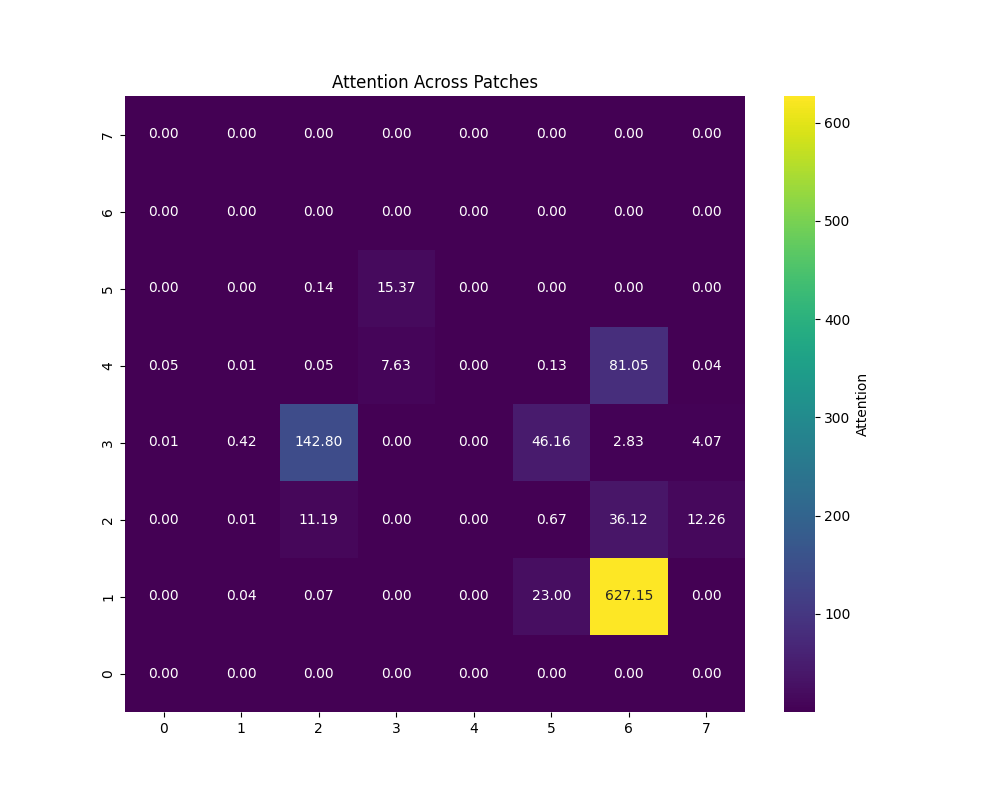 Attention Across Patches
7 0.00 0.00 0.00 0.00 0.00 0.00 0.00 0.00
6 0.00 0.00 0.00 0.00 0.00 0.00 0.00 0.00
5 0.00 0.00 0.14 15.37 0.00 0.00 0.00 0.00
4 0.05 0.01 0.05 7.63 0.00 0.13 81.05 0.04
3 0.01 0.42 142.80 0.00 0.00 46.16 2.83 4.07
2 0.00 0.01 11.19 0.00 0.00 0.67 36.12 12.26
1 0.00 0.04 0.07 0.00 0.00 23.00 627.15 0.00
0 0.00 0.00 0.00 0.00 0.00 0.00 0.00 0.00
0 1 2 3 4 5 6 7
600
500
400
300
200
100
Attention